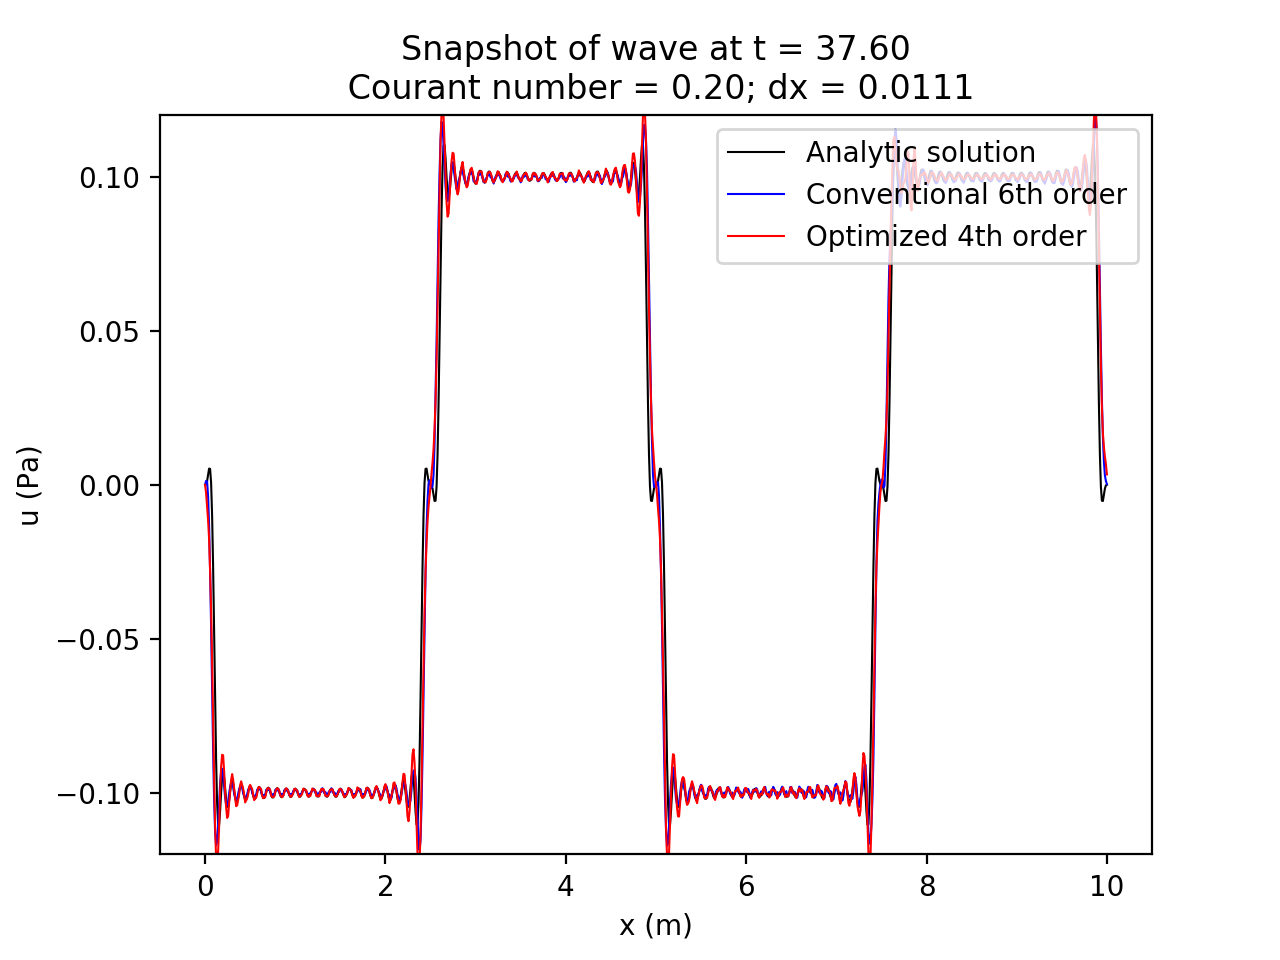 Snapshot of wave at t = 37.60
Courant number = 0.20; dx = 0.0111
Analytic solution
Conventional 6th order
Optimized 4th order
0.10
0.05
0.00
−0.05
−0.10
u (Pa)
0 2 4 6 8 10
x (m)